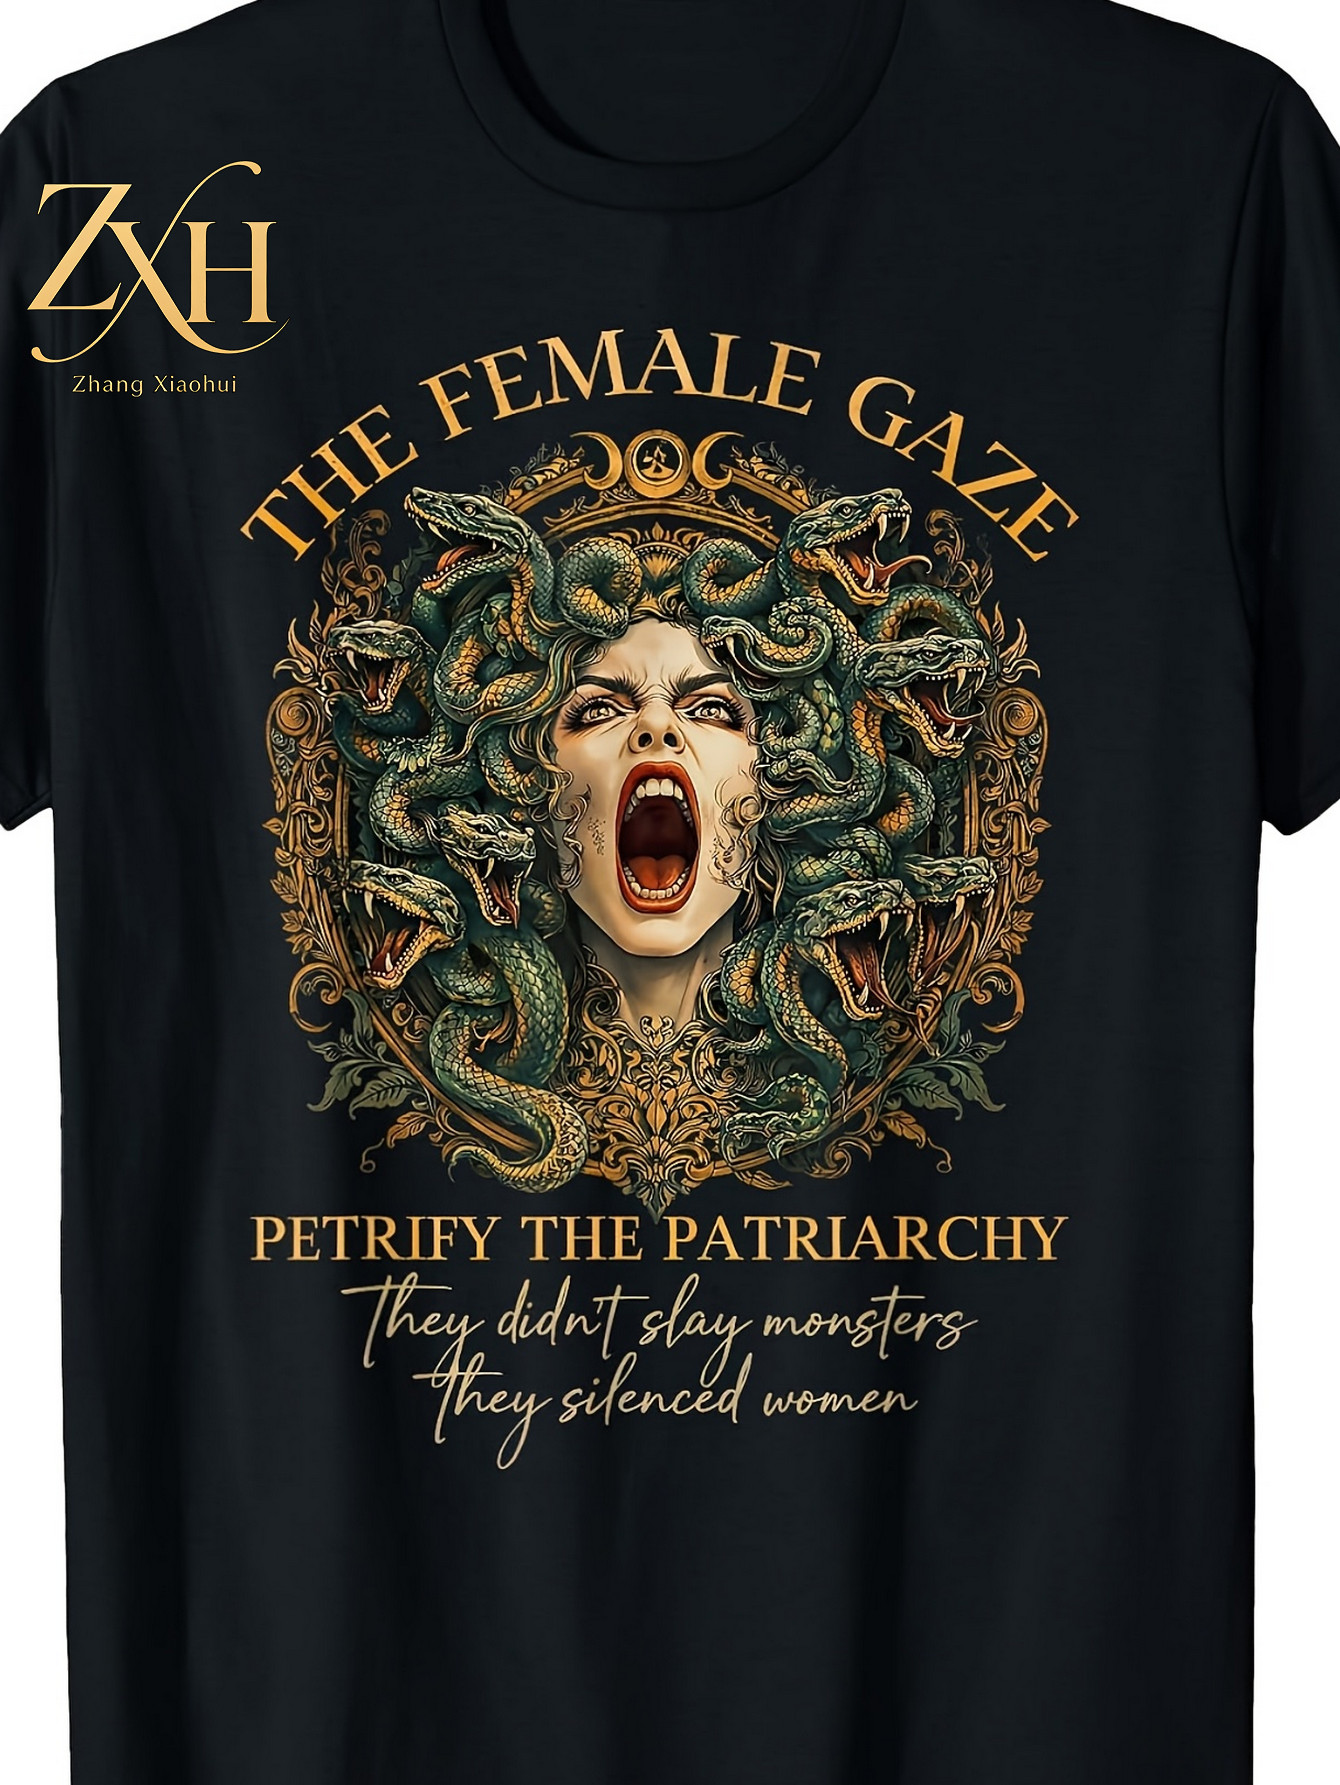 ZXH
Zhang Xiaohui
THE FEMALE GAZE
PETRIFY THE PATRIARCHY
They didn't slay monsters
They silenced women